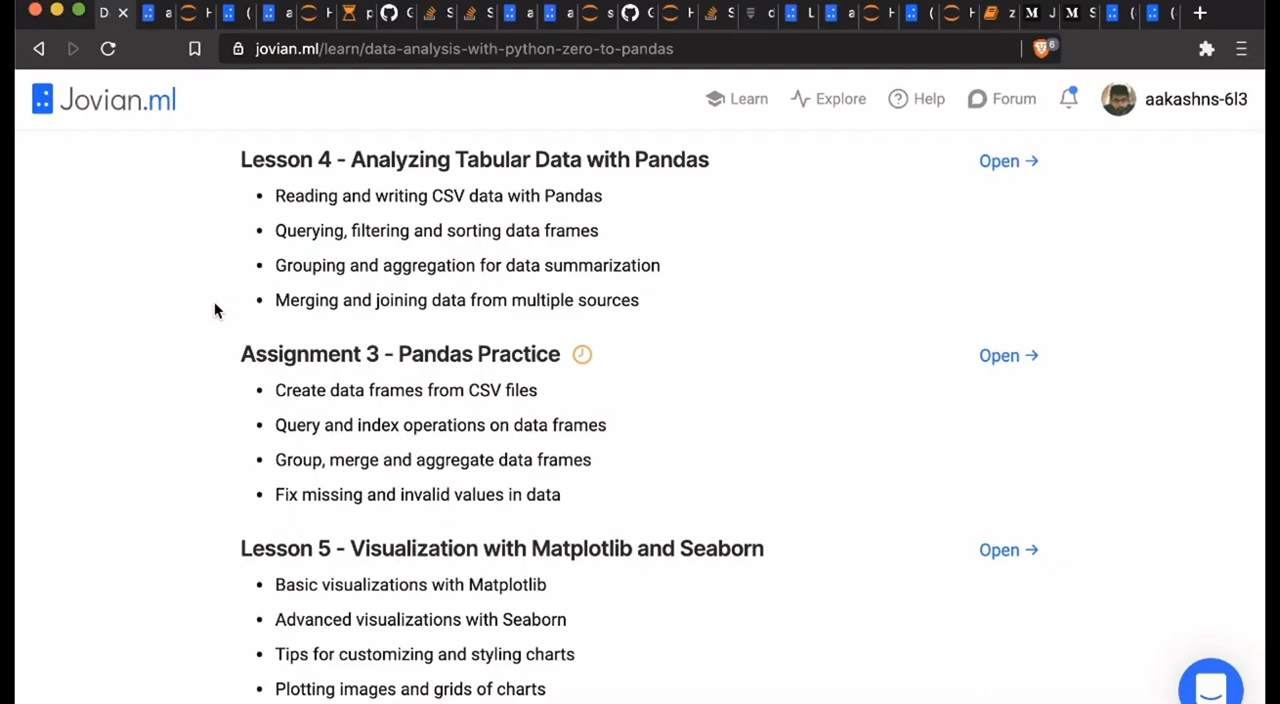 D
jovian.ml/learn/data-analysis-with-python-zero-to-pandas
6
Jovian.ml
Learn
Explore
Help
Forum
aakashns-6l3
Lesson 4 - Analyzing Tabular Data with Pandas
Open →
• Reading and writing CSV data with Pandas
• Querying, filtering and sorting data frames
• Grouping and aggregation for data summarization
• Merging and joining data from multiple sources
Assignment 3 - Pandas Practice
Open →
• Create data frames from CSV files
• Query and index operations on data frames
• Group, merge and aggregate data frames
• Fix missing and invalid values in data
Lesson 5 - Visualization with Matplotlib and Seaborn
Open →
• Basic visualizations with Matplotlib
• Advanced visualizations with Seaborn
• Tips for customizing and styling charts
• Plotting images and grids of charts